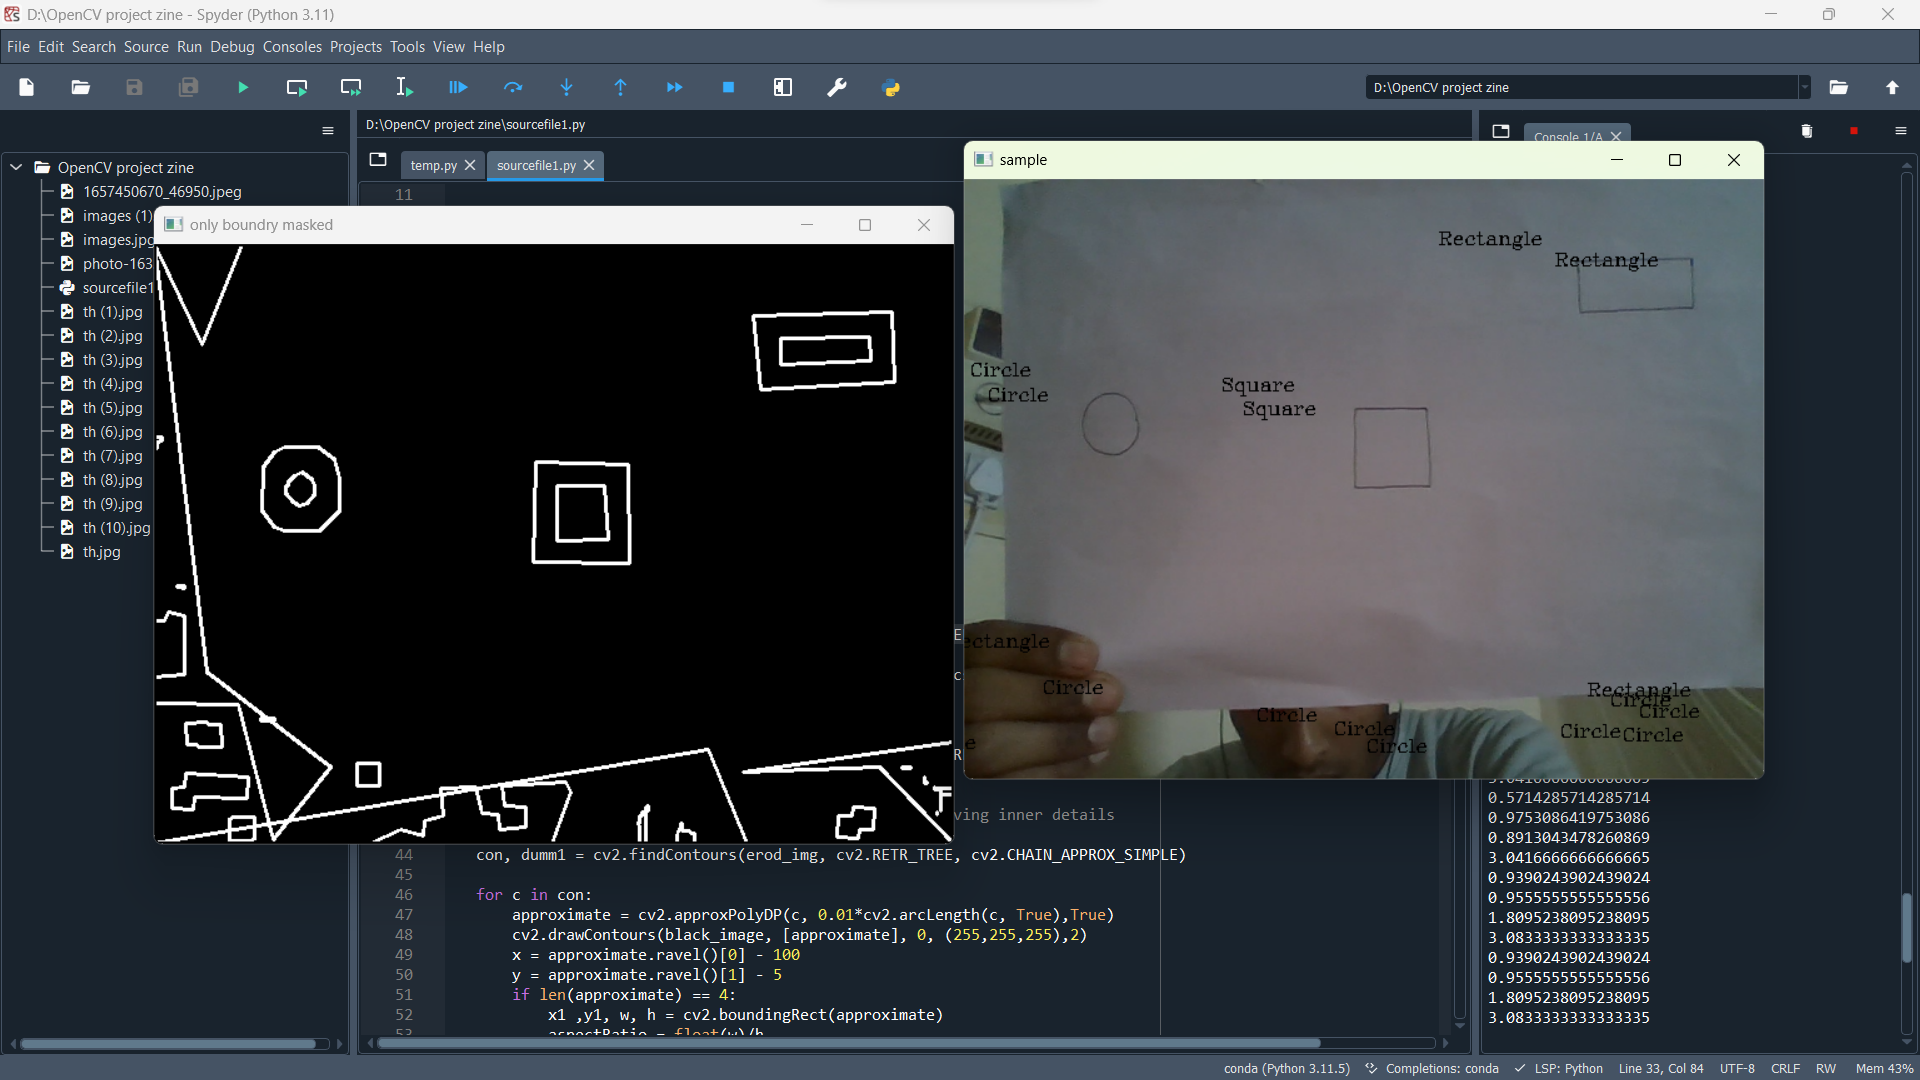 D:\OpenCV project zine - Spyder (Python 3.11)
File Edit Search Source Run Debug Consoles Projects Tools View Help
D:\OpenCV project zine
D:\OpenCV project zine\sourcefile1.py
temp.py
sourcefile1.py
Console 1/A
OpenCV project zine
1657450670_46950.jpeg
images (1)
images.jpg
photo-163
sourcefile1
th (1).jpg
th (2).jpg
th (3).jpg
th (4).jpg
th (5).jpg
th (6).jpg
th (7).jpg
th (8).jpg
th (9).jpg
th (10).jpg
th.jpg
only boundry masked
11
sample
Rectangle
Rectangle
Circle
Circle
Square
Square
ectangle
Circle
Circle
Circle
Circle
Rectangle
Circle
Circle
Circle
Circle
ving inner details
44 con, dumm1 = cv2.findContours(erod_img, cv2.RETR_TREE, cv2.CHAIN_APPROX_SIMPLE)
45
46 for c in con:
47 approximate = cv2.approxPolyDP(c, 0.01*cv2.arcLength(c, True),True)
48 cv2.drawContours(black_image, [approximate], 0, (255,255,255),2)
49 x = approximate.ravel()[0] - 100
50 y = approximate.ravel()[1] - 5
51 if len(approximate) == 4:
52 x1 ,y1, w, h = cv2.boundingRect(approximate)
53 aspectRatio = float(w)/h
3.0416666666666665
0.5714285714285714
0.9753086419753086
0.8913043478260869
3.0416666666666665
0.9390243902439024
0.9555555555555556
1.8095238095238095
3.0833333333333335
0.9390243902439024
0.9555555555555556
1.8095238095238095
3.0833333333333335
conda (Python 3.11.5) Completions: conda LSP: Python Line 33, Col 84 UTF-8 CRLF RW Mem 43%